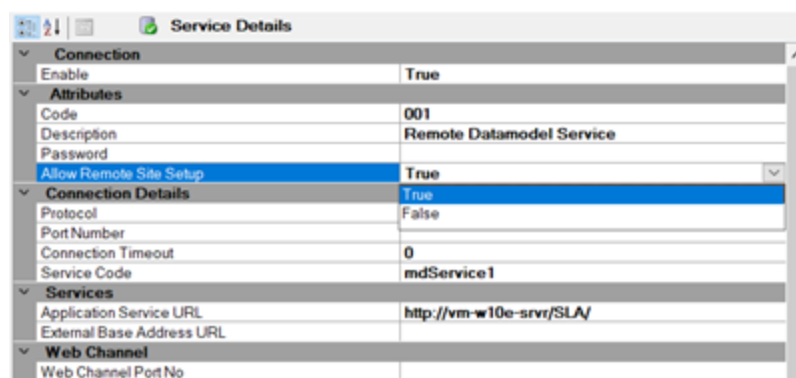 Service Details
Connection
Enable True
Attributes
Code 001
Description Remote Datamodel Service
Password
Allow Remote Site Setup True
Connection Details True
Protocol False
Port Number
Connection Timeout 0
Service Code mdService1
Services
Application Service URL http://vm-w10e-srvr/SLA/
External Base Address URL
Web Channel
Web Channel Port No